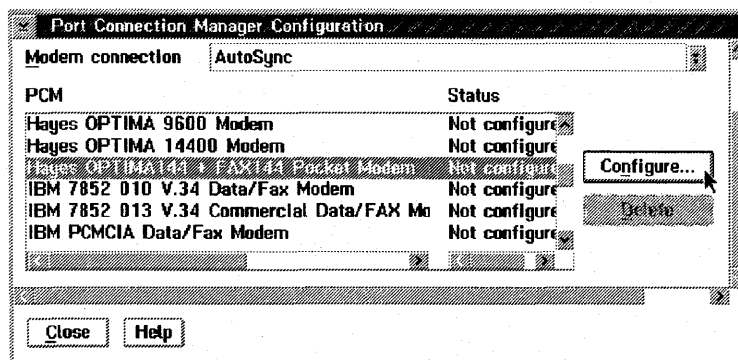 Port Connection Manager Configuration
Modem connection AutoSync
PCM Status
Hayes OPTIMA 9600 Modem Not configure
Hayes OPTIMA 14400 Modem Not configure
Hayes OPTIMA144 + FAX144 Pocket Modem Not configure
IBM 7852 010 V.34 Data/Fax Modem Not configure
IBM 7852 013 V.34 Commercial Data/FAX Mo Not configure
IBM PCMCIA Data/Fax Modem Not configure
Configure...
Delete
Close Help